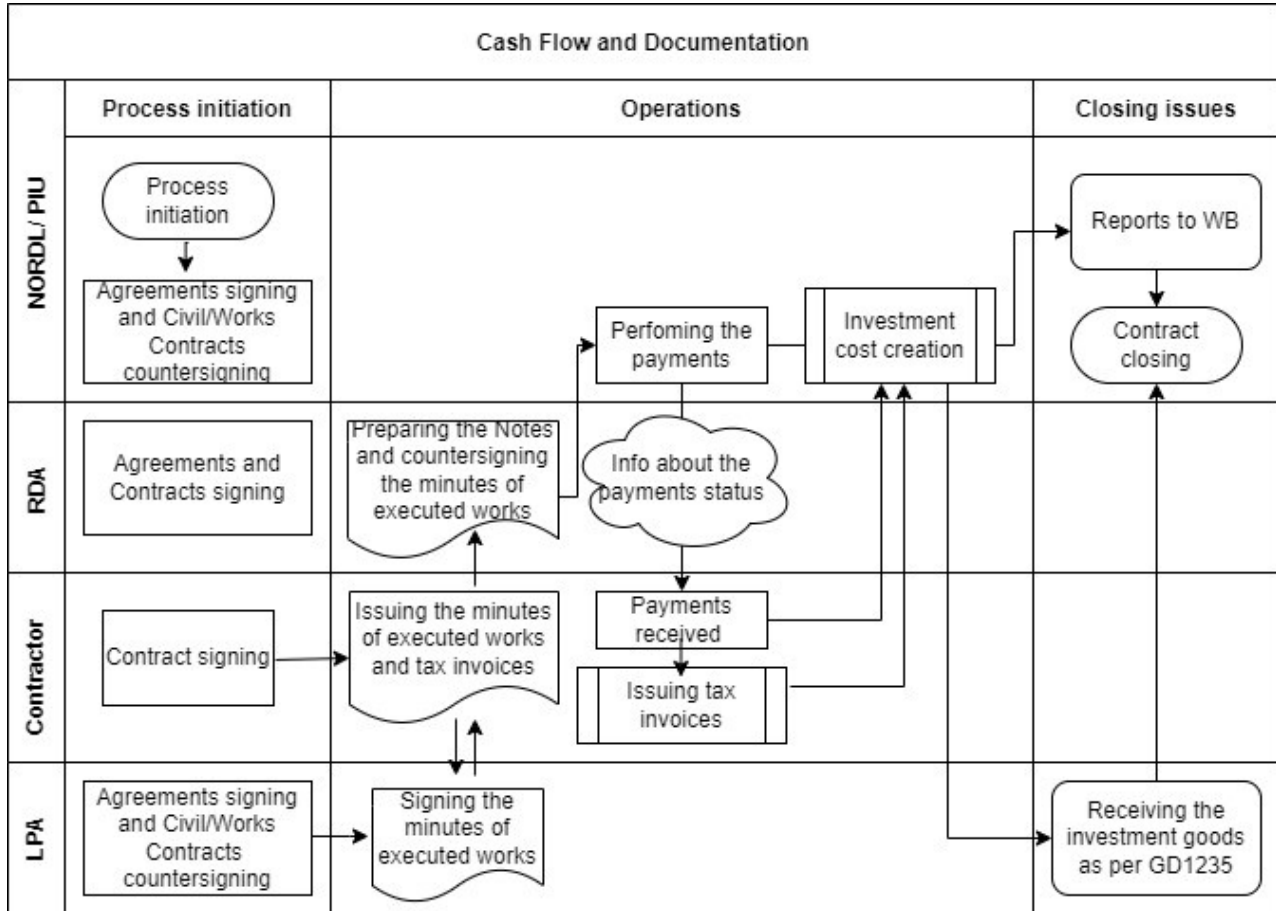 Cash Flow and Documentation
Process initiation
Operations
Closing issues
NORDL/ PIU
Process
initiation
Agreements signing
and Civil/Works
Contracts
countersigning
Perfoming the
payments
Investment
cost creation
Reports to WB
Contract
closing
RDA
Agreements and
Contracts signing
Preparing the Notes
and countersigning
the minutes of
executed works
Info about the
payments status
Contractor
Contract signing
Issuing the minutes
of executed works
and tax invoices
Payments
received
Issuing tax
invoices
LPA
Agreements signing
and Civil/Works
Contracts
countersigning
Signing the
minutes of
executed works
Receiving the
investment goods
as per GD1235